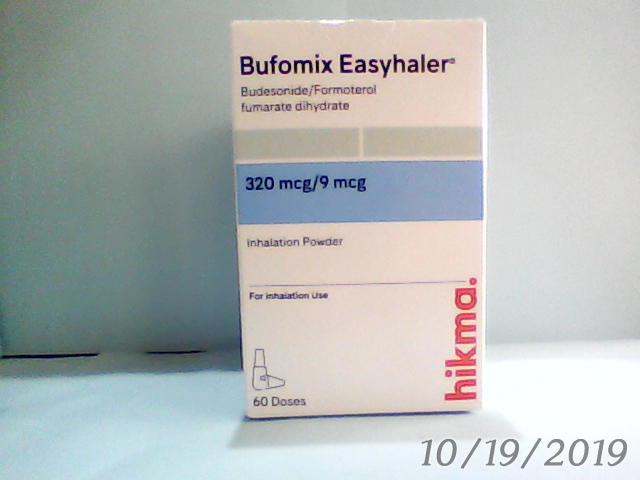 Bufomix Easyhaler®
Budesonide/Formoterol
fumarate dihydrate
320 mcg/9 mcg
Inhalation Powder
For inhalation Use
60 Doses
hikma.
10/19/2019